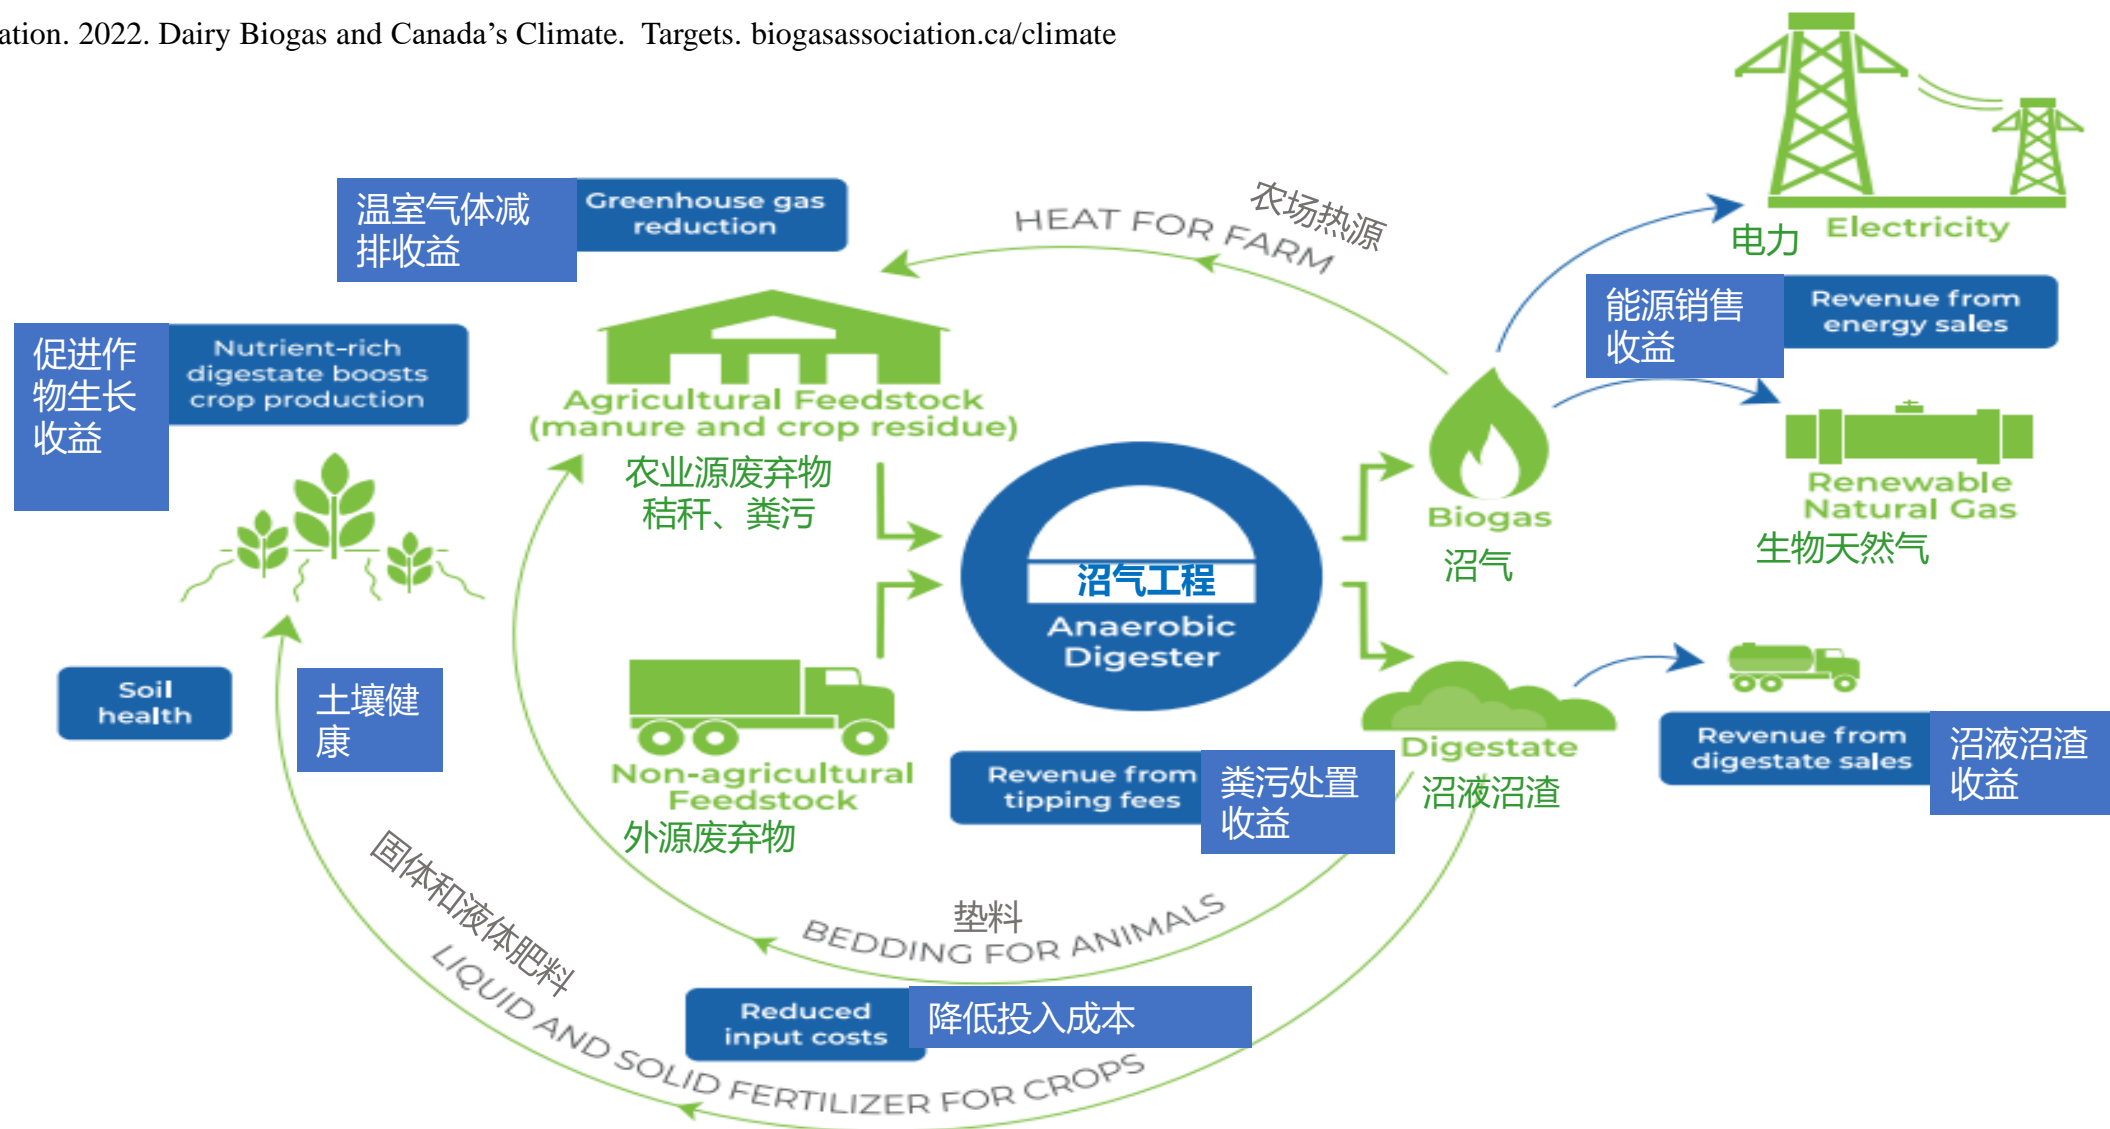 ation. 2022. Dairy Biogas and Canada's Climate.  Targets. biogasassociation.ca/climate
温室气体减
排收益
Greenhouse gas
reduction
HEAT FOR FARM
农场热源
电力
Electricity
能源销售
收益
Revenue from
energy sales
促进作
物生长
收益
Nutrient-rich
digestate boosts
crop production
Agricultural Feedstock
(manure and crop residue)
农业源废弃物
秸秆、粪污
Biogas
沼气
Renewable
Natural Gas
生物天然气
沼气工程
Anaerobic
Digester
Soil
health
土壤健
康
Non-agricultural
Feedstock
外源废弃物
Revenue from
tipping fees
粪污处置
收益
Digestate
沼液沼渣
Revenue from
digestate sales
沼液沼渣
收益
固体和液体肥料
LIQUID AND SOLID FERTILIZER FOR CROPS
垫料
BEDDING FOR ANIMALS
Reduced
input costs
降低投入成本